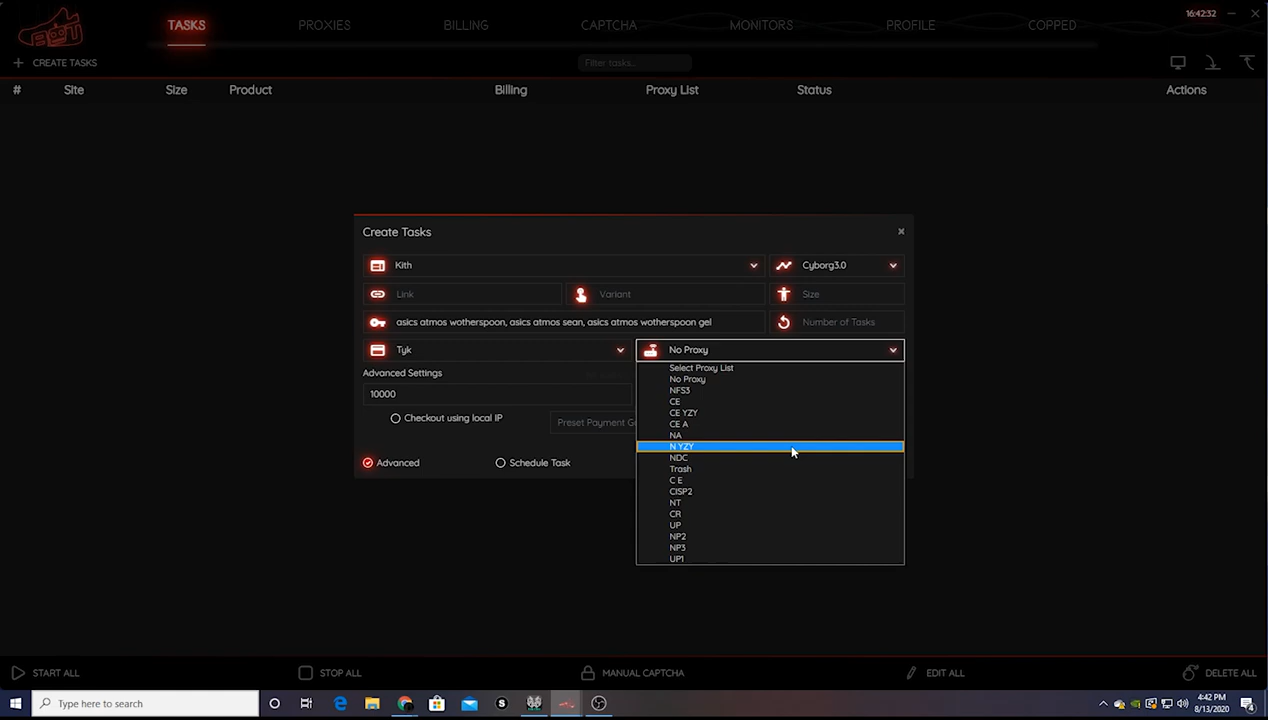 TASKS PROXIES BILLING CAPTCHA MONITORS PROFILE COPPED 16:42:32
CREATE TASKS Filter tasks...
# Site Size Product Billing Proxy List Status Actions
Create Tasks
Kith Cyborg3.0
Link Variant Size
asics atmos wotherspoon, asics atmos sean, asics atmos wotherspoon gel Number of Tasks
Tyk No Proxy
Advanced Settings
10000
Checkout using local IP Preset Payment G
Advanced Schedule Task
Select Proxy List
No Proxy
NFS3
CE
CE YZY
CE A
NA
N YZY
NDC
Trash
C E
CISP2
NT
CR
UP
NP2
NP3
UP1
START ALL STOP ALL MANUAL CAPTCHA EDIT ALL DELETE ALL
Type here to search 4:42 PM
8/13/2020 4